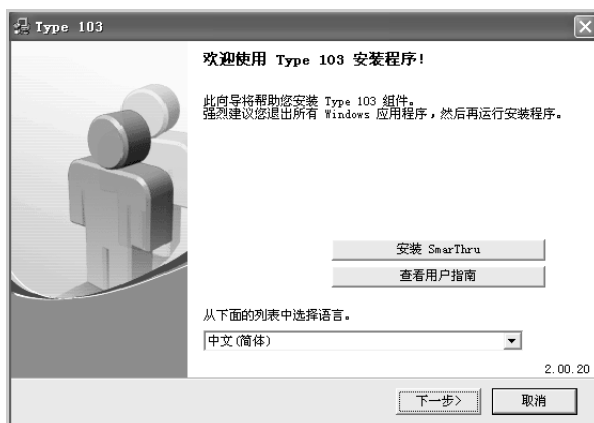 Type 103
欢迎使用 Type 103 安装程序!
此向导将帮助您安装 Type 103 组件。
强烈建议您退出所有 Windows 应用程序,然后再运行安装程序。
安装 SmarThru
查看用户指南
从下面的列表中选择语言。
中文(简体)
2.00.20
下一步>
取消